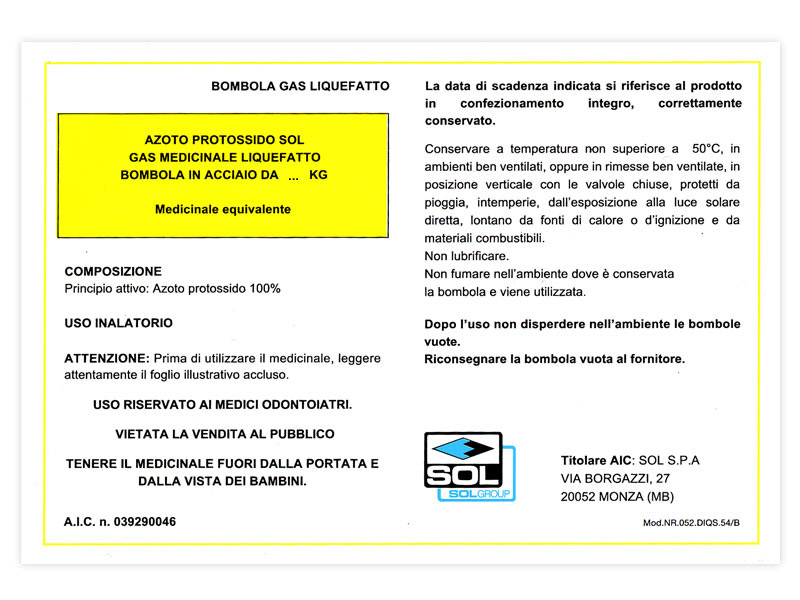 BOMBOLA GAS LIQUEFATTO
AZOTO PROTOSSIDO SOL
GAS MEDICINALE LIQUEFATTO
BOMBOLA IN ACCIAIO DA ... KG
Medicinale equivalente
COMPOSIZIONE
Principio attivo: Azoto protossido 100%
USO INALATORIO
ATTENZIONE: Prima di utilizzare il medicinale, leggere
attentamente il foglio illustrativo accluso.
USO RISERVATO AI MEDICI ODONTOIATRI.
VIETATA LA VENDITA AL PUBBLICO
TENERE IL MEDICINALE FUORI DALLA PORTATA E
DALLA VISTA DEI BAMBINI.
A.I.C. n. 039290046
La data di scadenza indicata si riferisce al prodotto
in confezionamento integro, correttamente
conservato.
Conservare a temperatura non superiore a 50°C, in
ambienti ben ventilati, oppure in rimesse ben ventilate, in
posizione verticale con le valvole chiuse, protetti da
pioggia, intemperie, dall'esposizione alla luce solare
diretta, lontano da fonti di calore o d'ignizione e da
materiali combustibili.
Non lubrificare.
Non fumare nell'ambiente dove è conservata
la bombola e viene utilizzata.
Dopo l'uso non disperdere nell'ambiente le bombole
vuote.
Riconsegnare la bombola vuota al fornitore.
SOL
SOLGROUP
Titolare AIC: SOL S.P.A
VIA BORGAZZI, 27
20052 MONZA (MB)
Mod.NR.052.DIQS.54/B